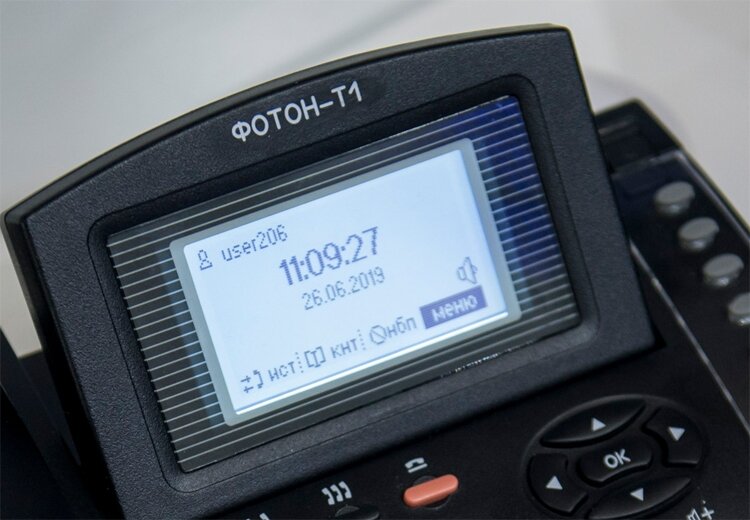 ФОТОН-Т1
user206
11:09:27
26.06.2019
нст кнт нбп меню
OK